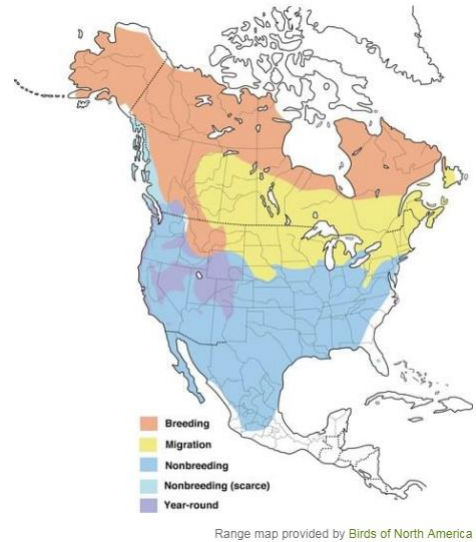 Breeding
Migration
Nonbreeding
Nonbreeding (scarce)
Year-round
Range map provided by Birds of North America